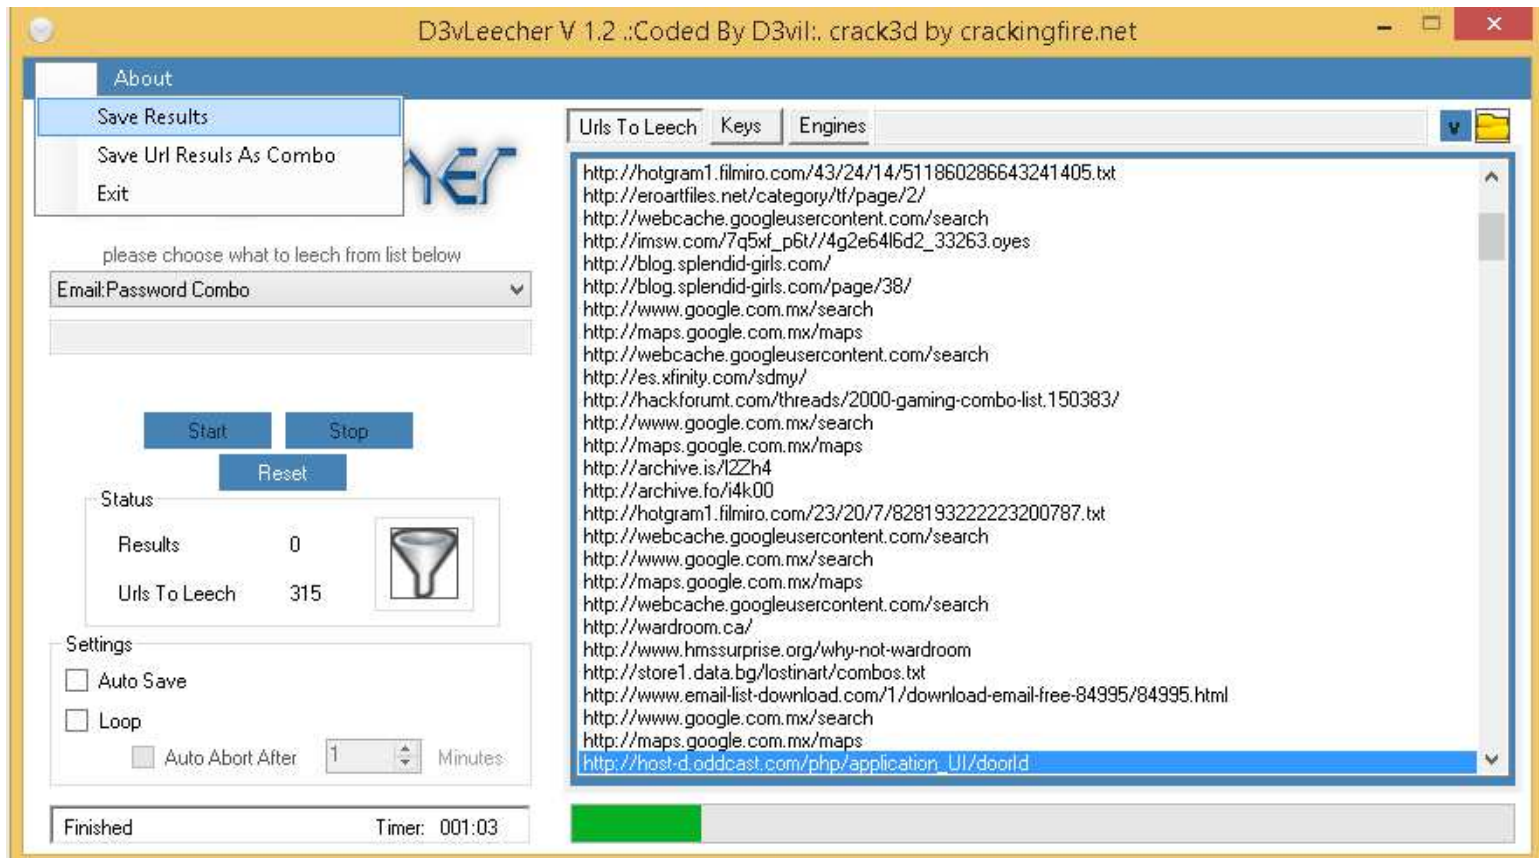 D3vLeecher V 1.2 .:Coded By D3vil:. crack3d by crackingfire.net
About
Save Results
Save Url Resuls As Combo
Exit
please choose what to leech from list below
Email:Password Combo
Start
Stop
Reset
Status
Results 0
Urls To Leech 315
Settings
Auto Save
Loop
Auto Abort After 1 Minutes
Finished Timer: 001:03
Urls To Leech Keys Engines v
http://hotgram1.filmiro.com/43/24/14/511860286643241405.txt
http://eroartfiles.net/category/tf/page/2/
http://webcache.googleusercontent.com/search
http://imsw.com/7q5xf_p6t//4g2e64l6d2_33263.oyes
http://blog.splendid-girls.com/
http://blog.splendid-girls.com/page/38/
http://www.google.com.mx/search
http://maps.google.com.mx/maps
http://webcache.googleusercontent.com/search
http://es.xfinity.com/sdmy/
http://hackforumt.com/threads/2000-gaming-combo-list.150383/
http://www.google.com.mx/search
http://maps.google.com.mx/maps
http://archive.is/l2Zh4
http://archive.fo/i4k00
http://hotgram1.filmiro.com/23/20/7/828193222223200787.txt
http://webcache.googleusercontent.com/search
http://www.google.com.mx/search
http://maps.google.com.mx/maps
http://webcache.googleusercontent.com/search
http://wardroom.ca/
http://www.hmssurprise.org/why-not-wardroom
http://store1.data.bg/lostinart/combos.txt
http://www.email-list-download.com/1/download-email-free-84995/84995.html
http://www.google.com.mx/search
http://maps.google.com.mx/maps
http://host-d.oddcast.com/php/application_UI/doorId